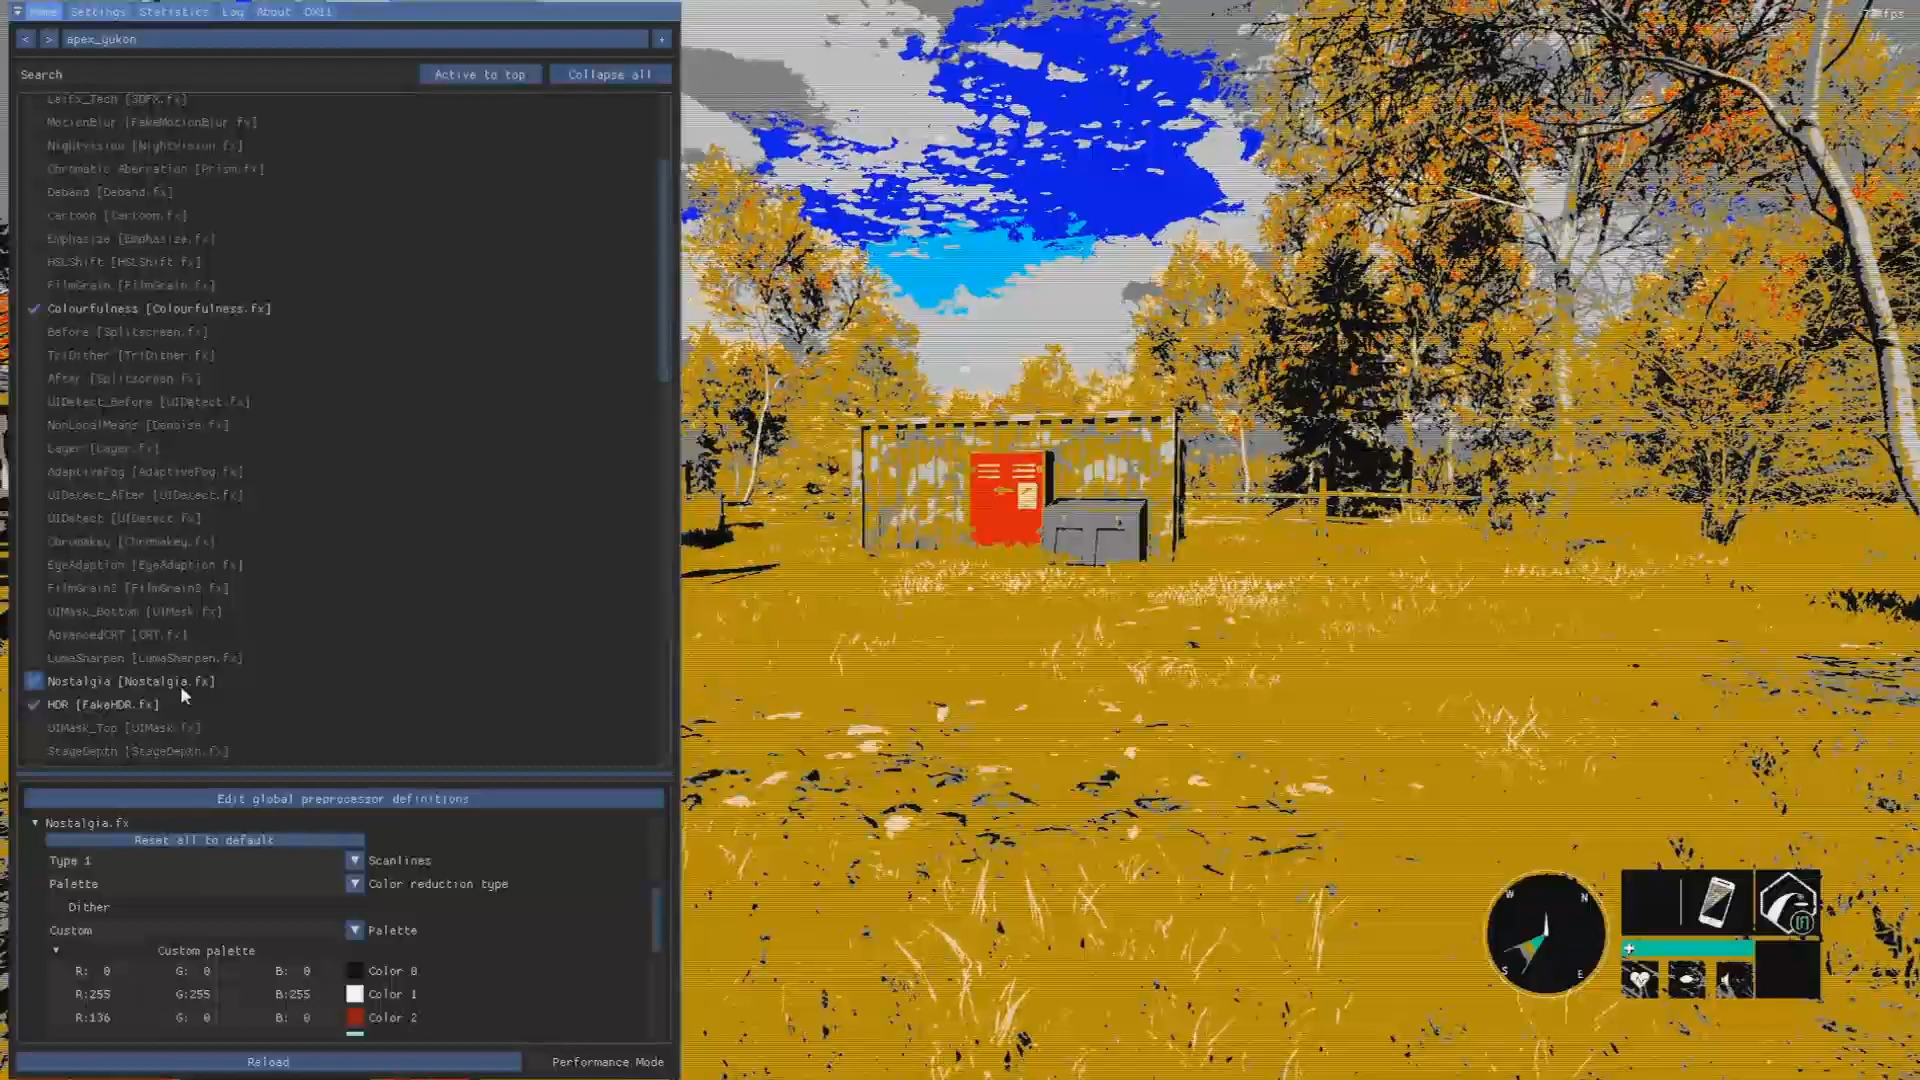 Home Settings Statistics Log About DX11
< > apex_yukon +
Search Active to top Collapse all
Leifx_Tech [3DFX.fx]
MotionBlur [FakeMotionBlur.fx]
Nightvision [Nightvision.fx]
Chromatic Aberration [Prism.fx]
Deband [Deband.fx]
Cartoon [Cartoon.fx]
Emphasize [Emphasize.fx]
HSLShift [HSLShift.fx]
FilmGrain [FilmGrain.fx]
Colourfulness [Colourfulness.fx]
Before [Splitscreen.fx]
TriDither [TriDither.fx]
After [Splitscreen.fx]
UIDetect_Before [UIDetect.fx]
NonLocalMeans [Denoise.fx]
Layer [Layer.fx]
AdaptiveFog [AdaptiveFog.fx]
UIDetect_After [UIDetect.fx]
UIDetect [UIDetect.fx]
Chromakey [Chromakey.fx]
EyeAdaption [EyeAdaption.fx]
FilmGrain2 [FilmGrain2.fx]
UIMask_Bottom [UIMask.fx]
AdvancedCRT [CRT.fx]
LumaSharpen [LumaSharpen.fx]
Nostalgia [Nostalgia.fx]
HDR [FakeHDR.fx]
UIMask_Top [UIMask.fx]
StageDepth [StageDepth.fx]
Edit global preprocessor definitions
Nostalgia.fx
Reset all to default
Type 1 Scanlines
Palette Color reduction type
Dither
Custom Palette
Custom palette
R: 0 G: 0 B: 0 Color 0
R:255 G:255 B:255 Color 1
R:136 G: 0 B: 0 Color 2
Reload Performance Mode
W N
S E